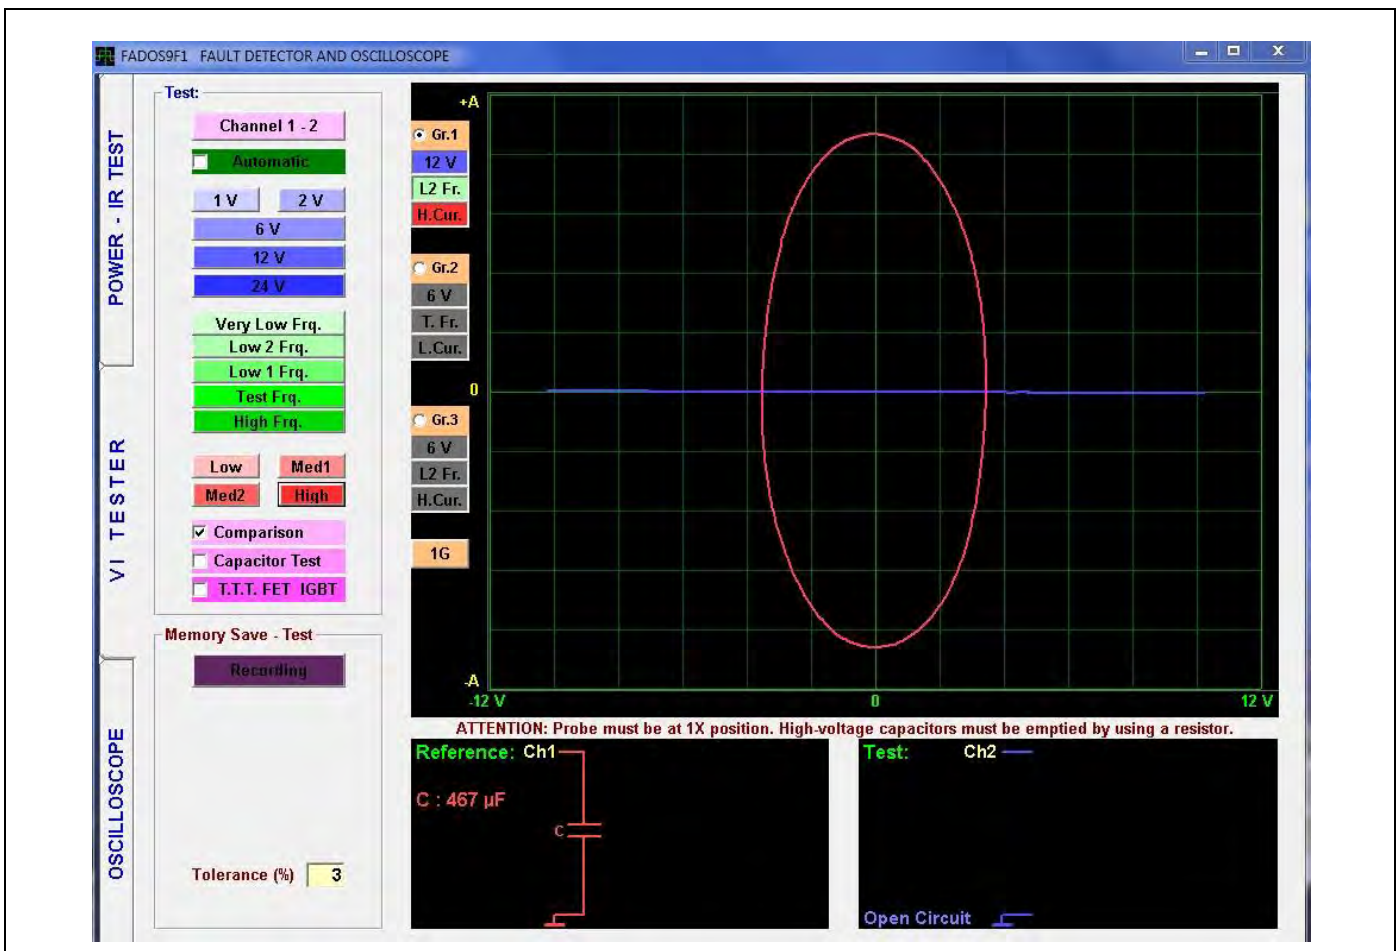 FADOS9F1 FAULT DETECTOR AND OSCILLOSCOPE
POWER - IR TEST
VI TESTER
OSCILLOSCOPE
Test:
Channel 1 - 2
Automatic
1 V 2 V
6 V
12 V
24 V
Very Low Frq.
Low 2 Frq.
Low 1 Frq.
Test Frq.
High Frq.
Low Med1
Med2 High
Comparison
Capacitor Test
T.T.T. FET IGBT
Memory Save - Test
Recording
Tolerance (%) 3
Gr.1
12 V
L2 Fr.
H.Cur.
Gr.2
6 V
T. Fr.
L.Cur.
Gr.3
6 V
L2 Fr.
H.Cur.
1G
+A
0
-A
-12 V 0 12 V
ATTENTION: Probe must be at 1X position. High-voltage capacitors must be emptied by using a resistor.
Reference: Ch1
C : 467 µF
C
Test: Ch2
Open Circuit